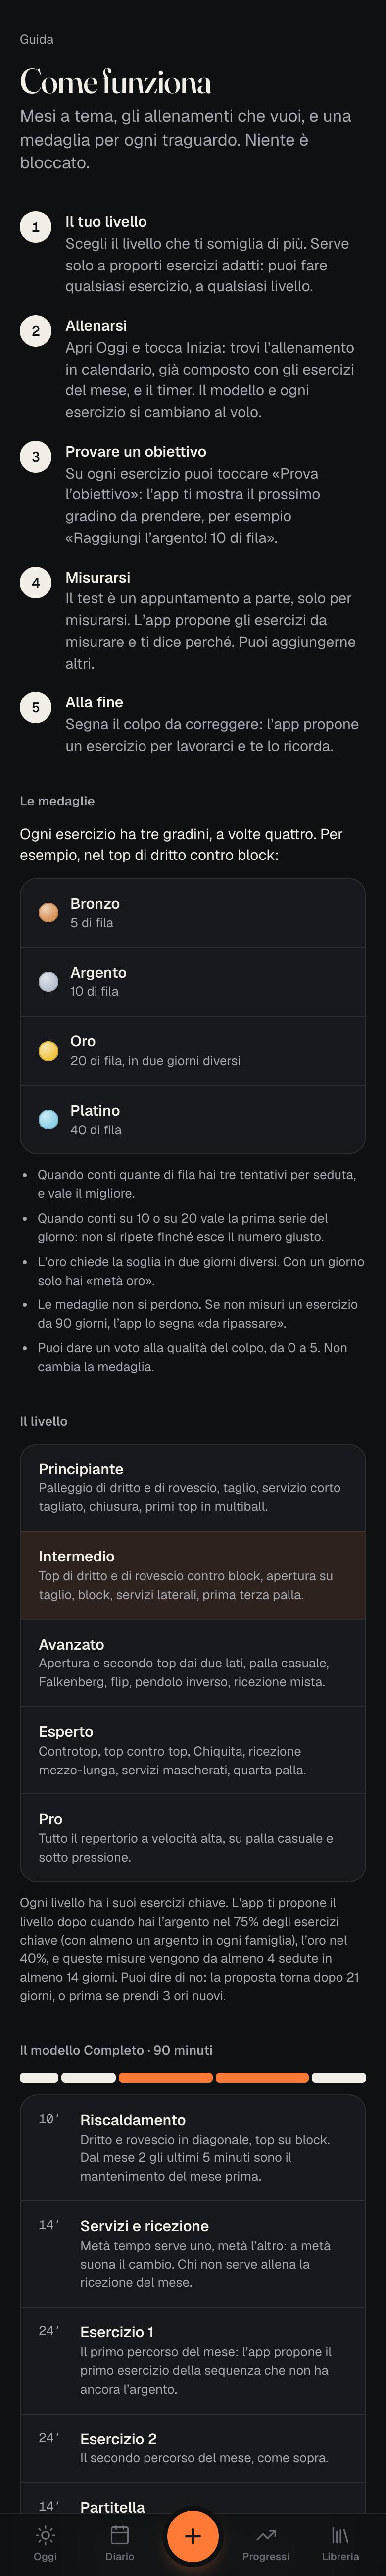 Guida
Come funziona
Mesi a tema, gli allenamenti che vuoi, e una
medaglia per ogni traguardo. Niente è
bloccato.
1
Il tuo livello
Scegli il livello che ti somiglia di più. Serve
solo a proporti esercizi adatti: puoi fare
qualsiasi esercizio, a qualsiasi livello.
2
Allenarsi
Apri Oggi e tocca Inizia: trovi l’allenamento
in calendario, già composto con gli esercizi
del mese, e il timer. Il modello e ogni
esercizio si cambiano al volo.
3
Provare un obiettivo
Su ogni esercizio puoi toccare «Prova
l’obiettivo»: l’app ti mostra il prossimo
gradino da prendere, per esempio
«Raggiungi l’argento! 10 di fila».
4
Misurarsi
Il test è un appuntamento a parte, solo per
misurarsi. L’app propone gli esercizi da
misurare e ti dice perché. Puoi aggiungerne
altri.
5
Alla fine
Segna il colpo da correggere: l’app propone
un esercizio per lavorarci e te lo ricorda.
Le medaglie
Ogni esercizio ha tre gradini, a volte quattro. Per
esempio, nel top di dritto contro block:
Bronzo
5 di fila
Argento
10 di fila
Oro
20 di fila, in due giorni diversi
Platino
40 di fila
• Quando conti quante di fila hai tre tentativi per seduta,
e vale il migliore.
• Quando conti su 10 o su 20 vale la prima serie del
giorno: non si ripete finché esce il numero giusto.
• L’oro chiede la soglia in due giorni diversi. Con un giorno
solo hai «metà oro».
• Le medaglie non si perdono. Se non misuri un esercizio
da 90 giorni, l’app lo segna «da ripassare».
• Puoi dare un voto alla qualità del colpo, da 0 a 5. Non
cambia la medaglia.
Il livello
Principiante
Palleggio di dritto e di rovescio, taglio, servizio corto
tagliato, chiusura, primi top in multiball.
Intermedio
Top di dritto e di rovescio contro block, apertura su
taglio, block, servizi laterali, prima terza palla.
Avanzato
Apertura e secondo top dai due lati, palla casuale,
Falkenberg, flip, pendolo inverso, ricezione mista.
Esperto
Controtop, top contro top, Chiquita, ricezione
mezzo-lunga, servizi mascherati, quarta palla.
Pro
Tutto il repertorio a velocità alta, su palla casuale e
sotto pressione.
Ogni livello ha i suoi esercizi chiave. L’app ti propone il
livello dopo quando hai l’argento nel 75% degli esercizi
chiave (con almeno un argento in ogni famiglia), l’oro nel
40%, e queste misure vengono da almeno 4 sedute in
almeno 14 giorni. Puoi dire di no: la proposta torna dopo 21
giorni, o prima se prendi 3 ori nuovi.
Il modello Completo · 90 minuti
10′
Riscaldamento
Dritto e rovescio in diagonale, top su block.
Dal mese 2 gli ultimi 5 minuti sono il
mantenimento del mese prima.
14′
Servizi e ricezione
Metà tempo serve uno, metà l’altro: a metà
suona il cambio. Chi non serve allena la
ricezione del mese.
24′
Esercizio 1
Il primo percorso del mese: l’app propone il
primo esercizio della sequenza che non ha
ancora l’argento.
24′
Esercizio 2
Il secondo percorso del mese, come sopra.
14′
Partitella
Oggi
Diario
Progressi
Libreria